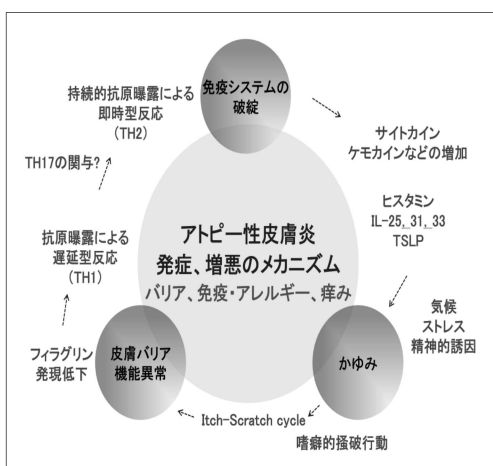 免疫システムの
破綻
持続的抗原曝露による
即時型反応
(TH2)
TH17の関与?
抗原曝露による
遅延型反応
(TH1)
フィラグリン
発現低下
サイトカイン
ケモカインなどの増加
ヒスタミン
IL-25,_31,_33
TSLP
気候
ストレス
精神的誘因
アトピー性皮膚炎
発症、増悪のメカニズム
バリア、免疫・アレルギー、痒み
皮膚バリア
機能異常
かゆみ
Itch-Scratch cycle
嗜癖的掻破行動